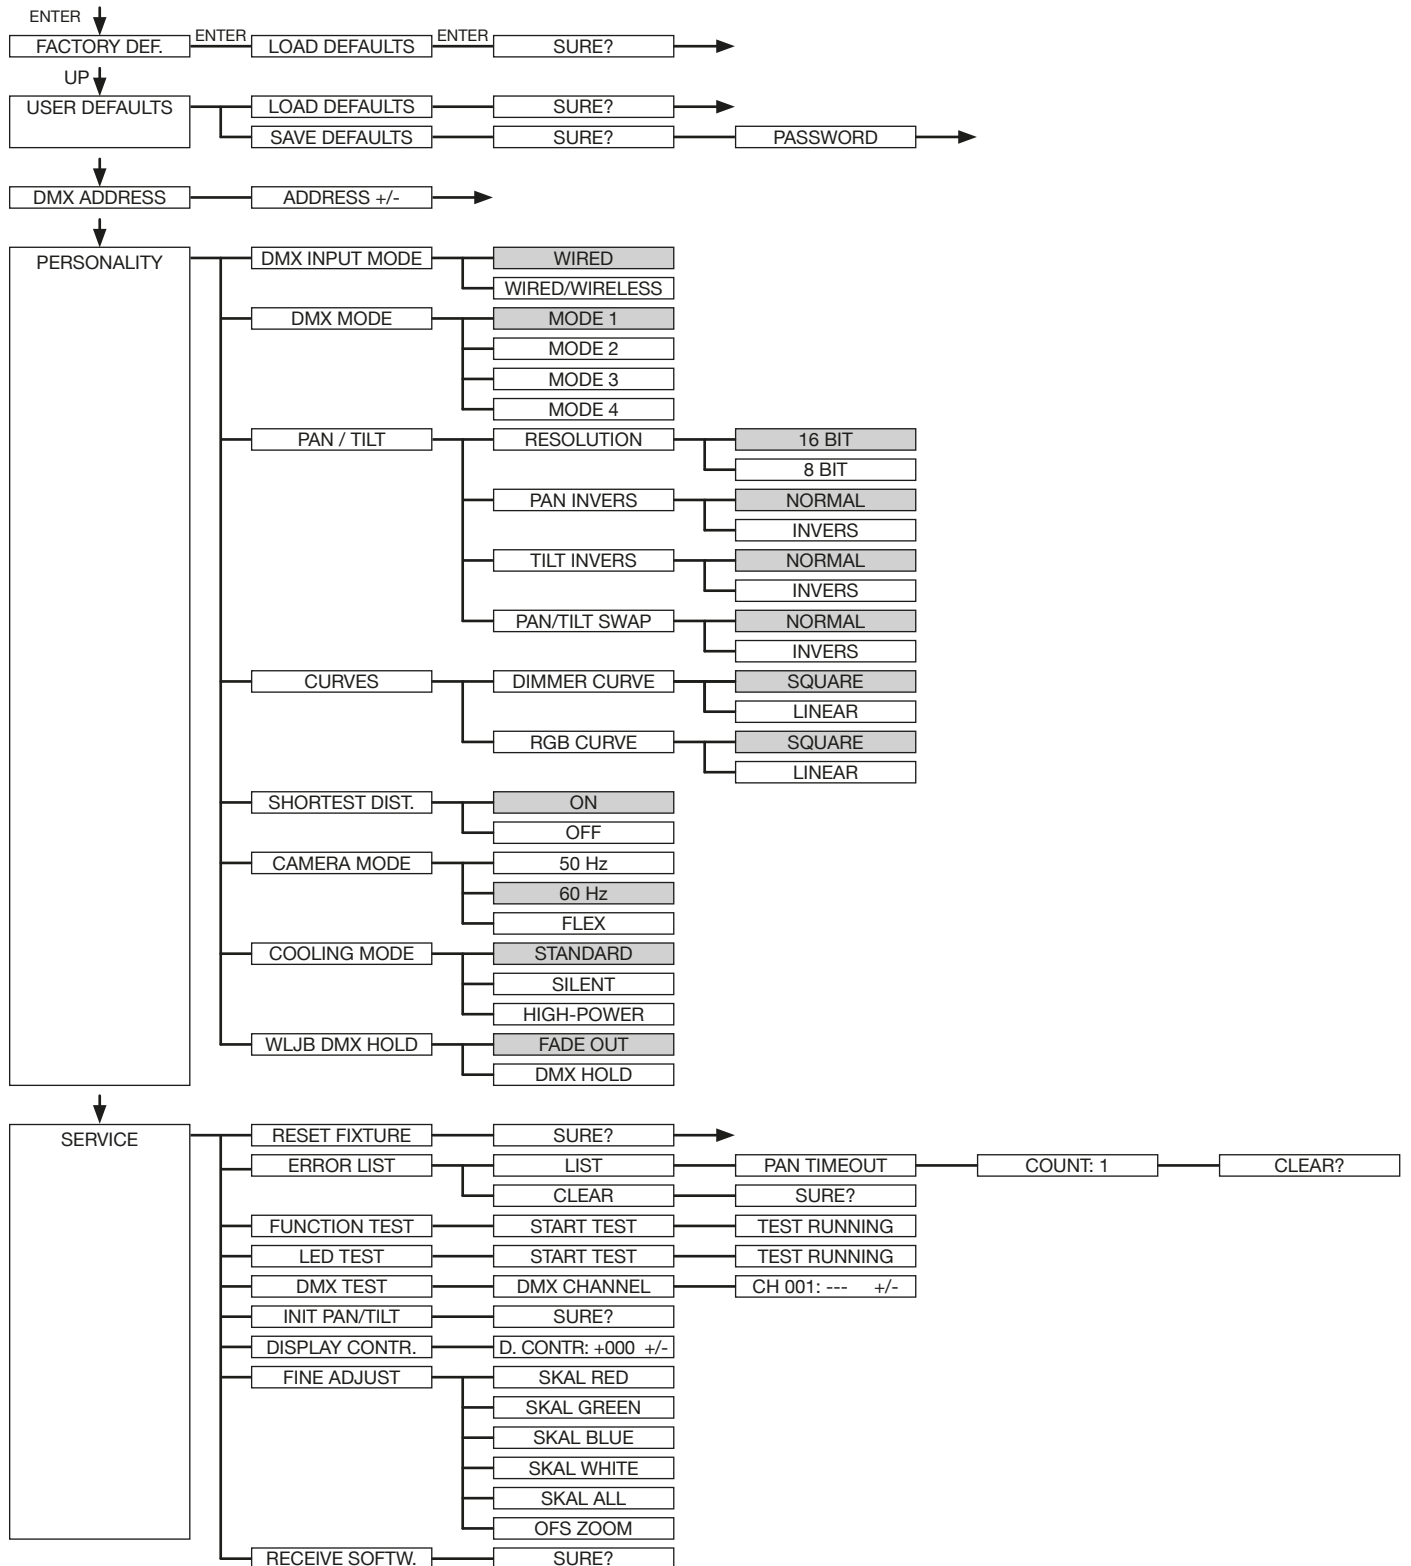 ENTER
FACTORY DEF. ENTER LOAD DEFAULTS ENTER SURE?
UP
USER DEFAULTS LOAD DEFAULTS SURE?
SAVE DEFAULTS SURE? PASSWORD
DMX ADDRESS ADDRESS +/-
PERSONALITY DMX INPUT MODE WIRED
WIRED/WIRELESS
DMX MODE MODE 1
MODE 2
MODE 3
MODE 4
PAN / TILT RESOLUTION 16 BIT
8 BIT
PAN INVERS NORMAL
INVERS
TILT INVERS NORMAL
INVERS
PAN/TILT SWAP NORMAL
INVERS
CURVES DIMMER CURVE SQUARE
LINEAR
RGB CURVE SQUARE
LINEAR
SHORTEST DIST. ON
OFF
CAMERA MODE 50 Hz
60 Hz
FLEX
COOLING MODE STANDARD
SILENT
HIGH-POWER
WLJB DMX HOLD FADE OUT
DMX HOLD
SERVICE RESET FIXTURE SURE?
ERROR LIST LIST PAN TIMEOUT COUNT: 1 CLEAR?
CLEAR SURE?
FUNCTION TEST START TEST TEST RUNNING
LED TEST START TEST TEST RUNNING
DMX TEST DMX CHANNEL CH 001: --- +/-
INIT PAN/TILT SURE?
DISPLAY CONTR. D. CONTR: +000 +/-
FINE ADJUST SKAL RED
SKAL GREEN
SKAL BLUE
SKAL WHITE
SKAL ALL
OFS ZOOM
RECEIVE SOFTW. SURE?